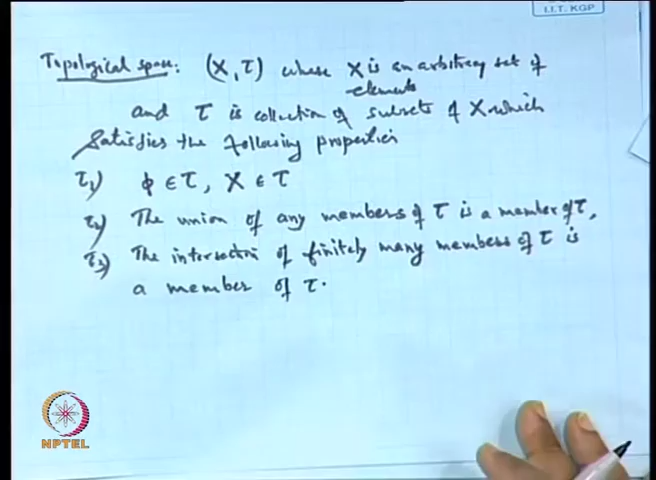 I.I.T. KGP
Topological space: (X, τ) where X is an arbitrary set of
elements
and τ is collection of subsets of X which
Satisfies the following properties
τ1) ϕ ∈ τ, X ∈ τ
τ2) The union of any members of τ is a member of τ,
τ3) The intersection of finitely many members of τ is
a member of τ.
NPTEL